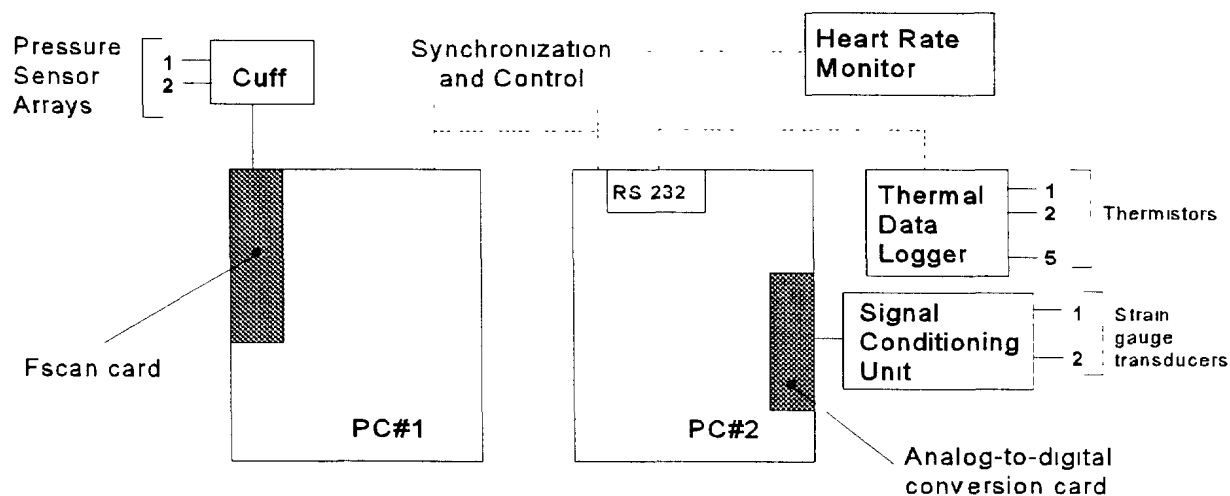 Pressure
Sensor
Arrays
1
2
Cuff
Synchronization
and Control
Heart Rate
Monitor
RS 232
Thermal
Data
Logger
1
2
5
Thermistors
Signal
Conditioning
Unit
1
2
Strain
gauge
transducers
Fscan card
PC#1
PC#2
Analog-to-digital
conversion card